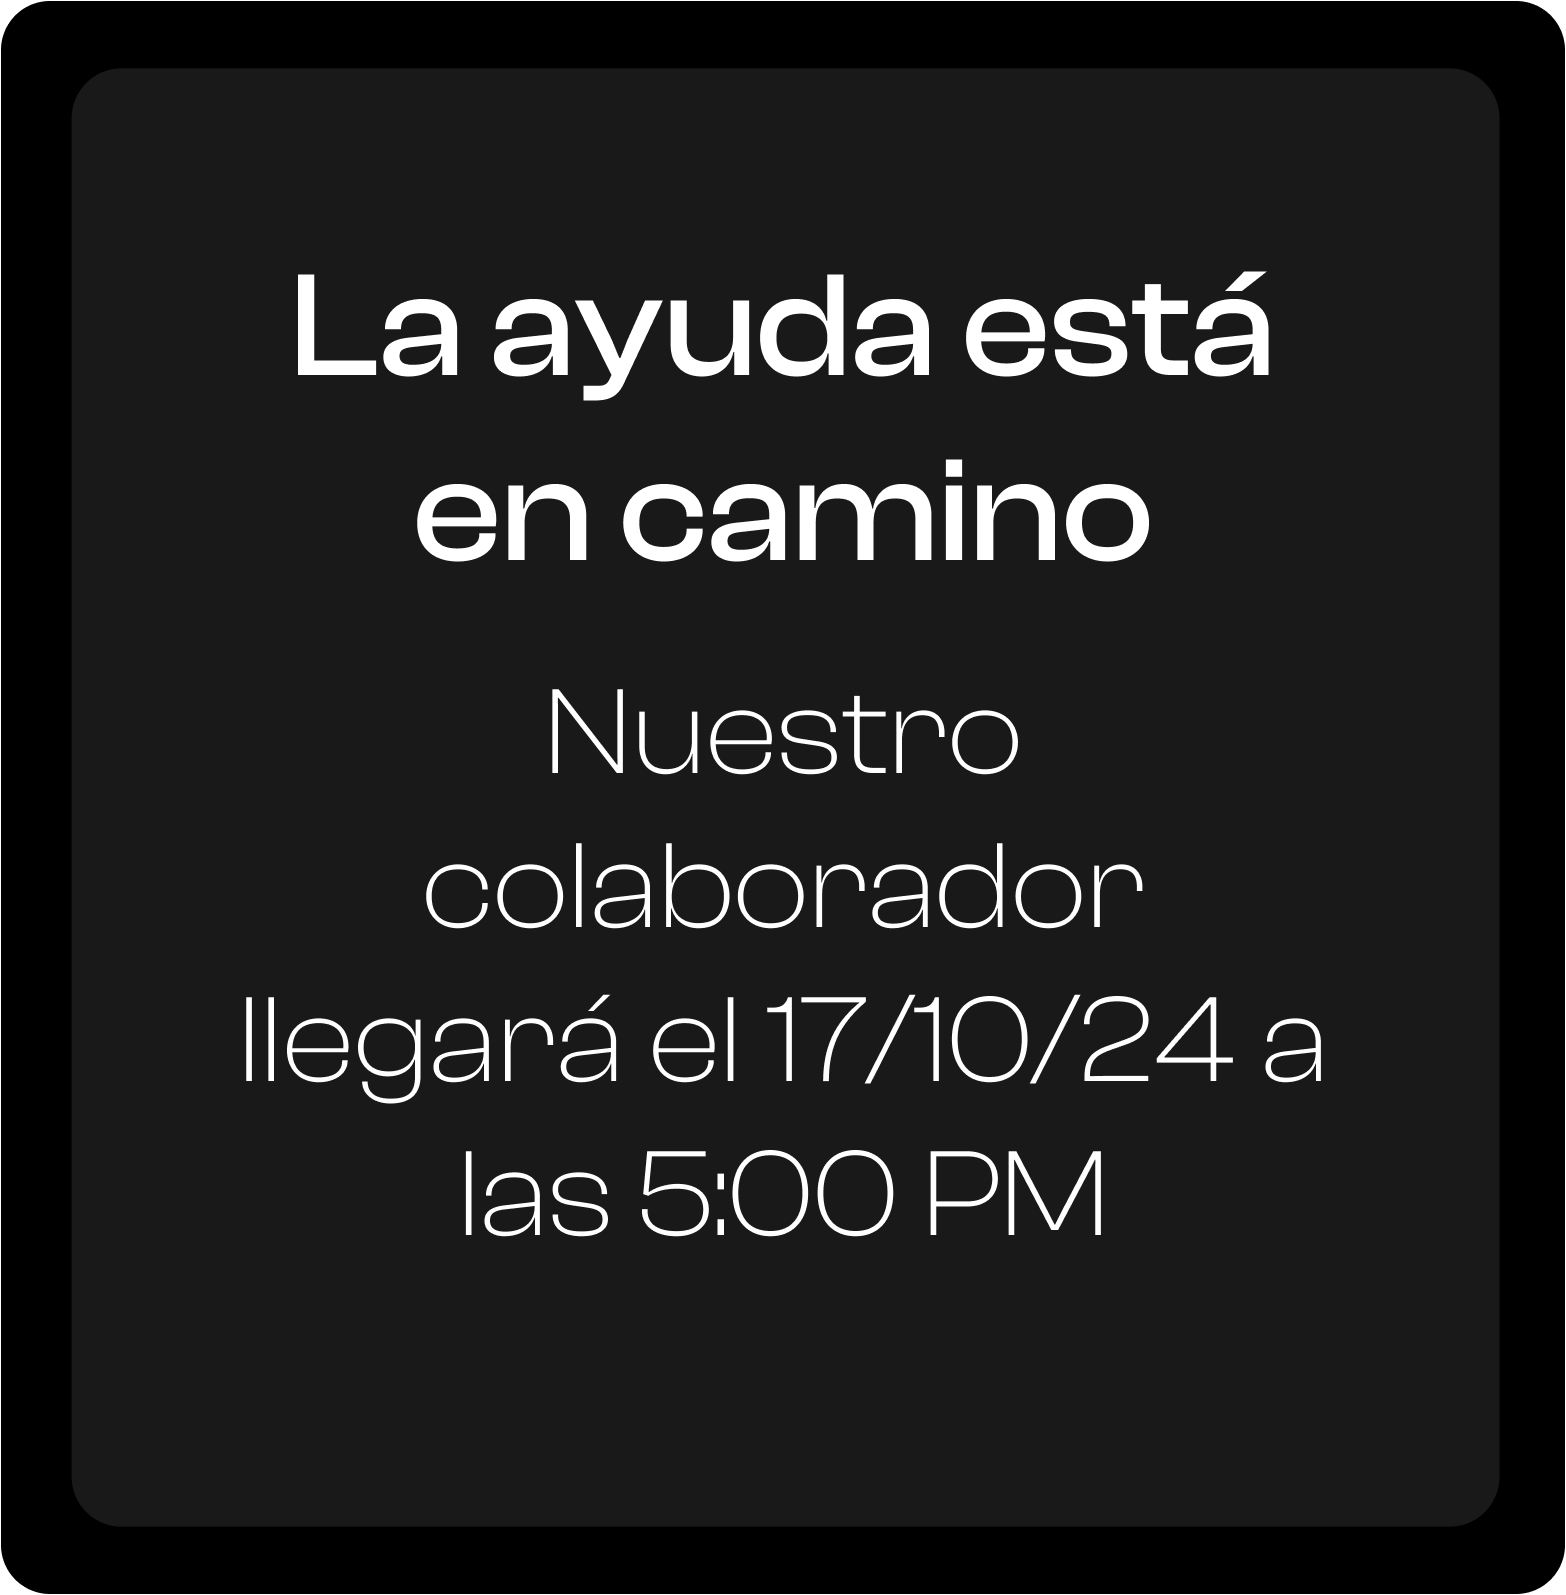 La ayuda está
en camino
Nuestro
colaborador
llegará el 17/10/24 a
las 5:00 PM